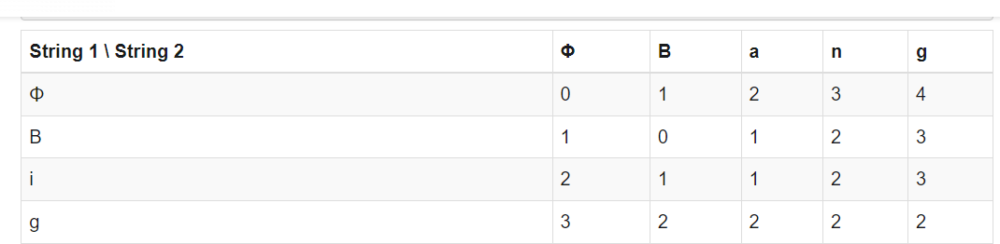 String 1 \ String 2 Φ B a n g
Φ 0 1 2 3 4
B 1 0 1 2 3
i 2 1 1 2 3
g 3 2 2 2 2